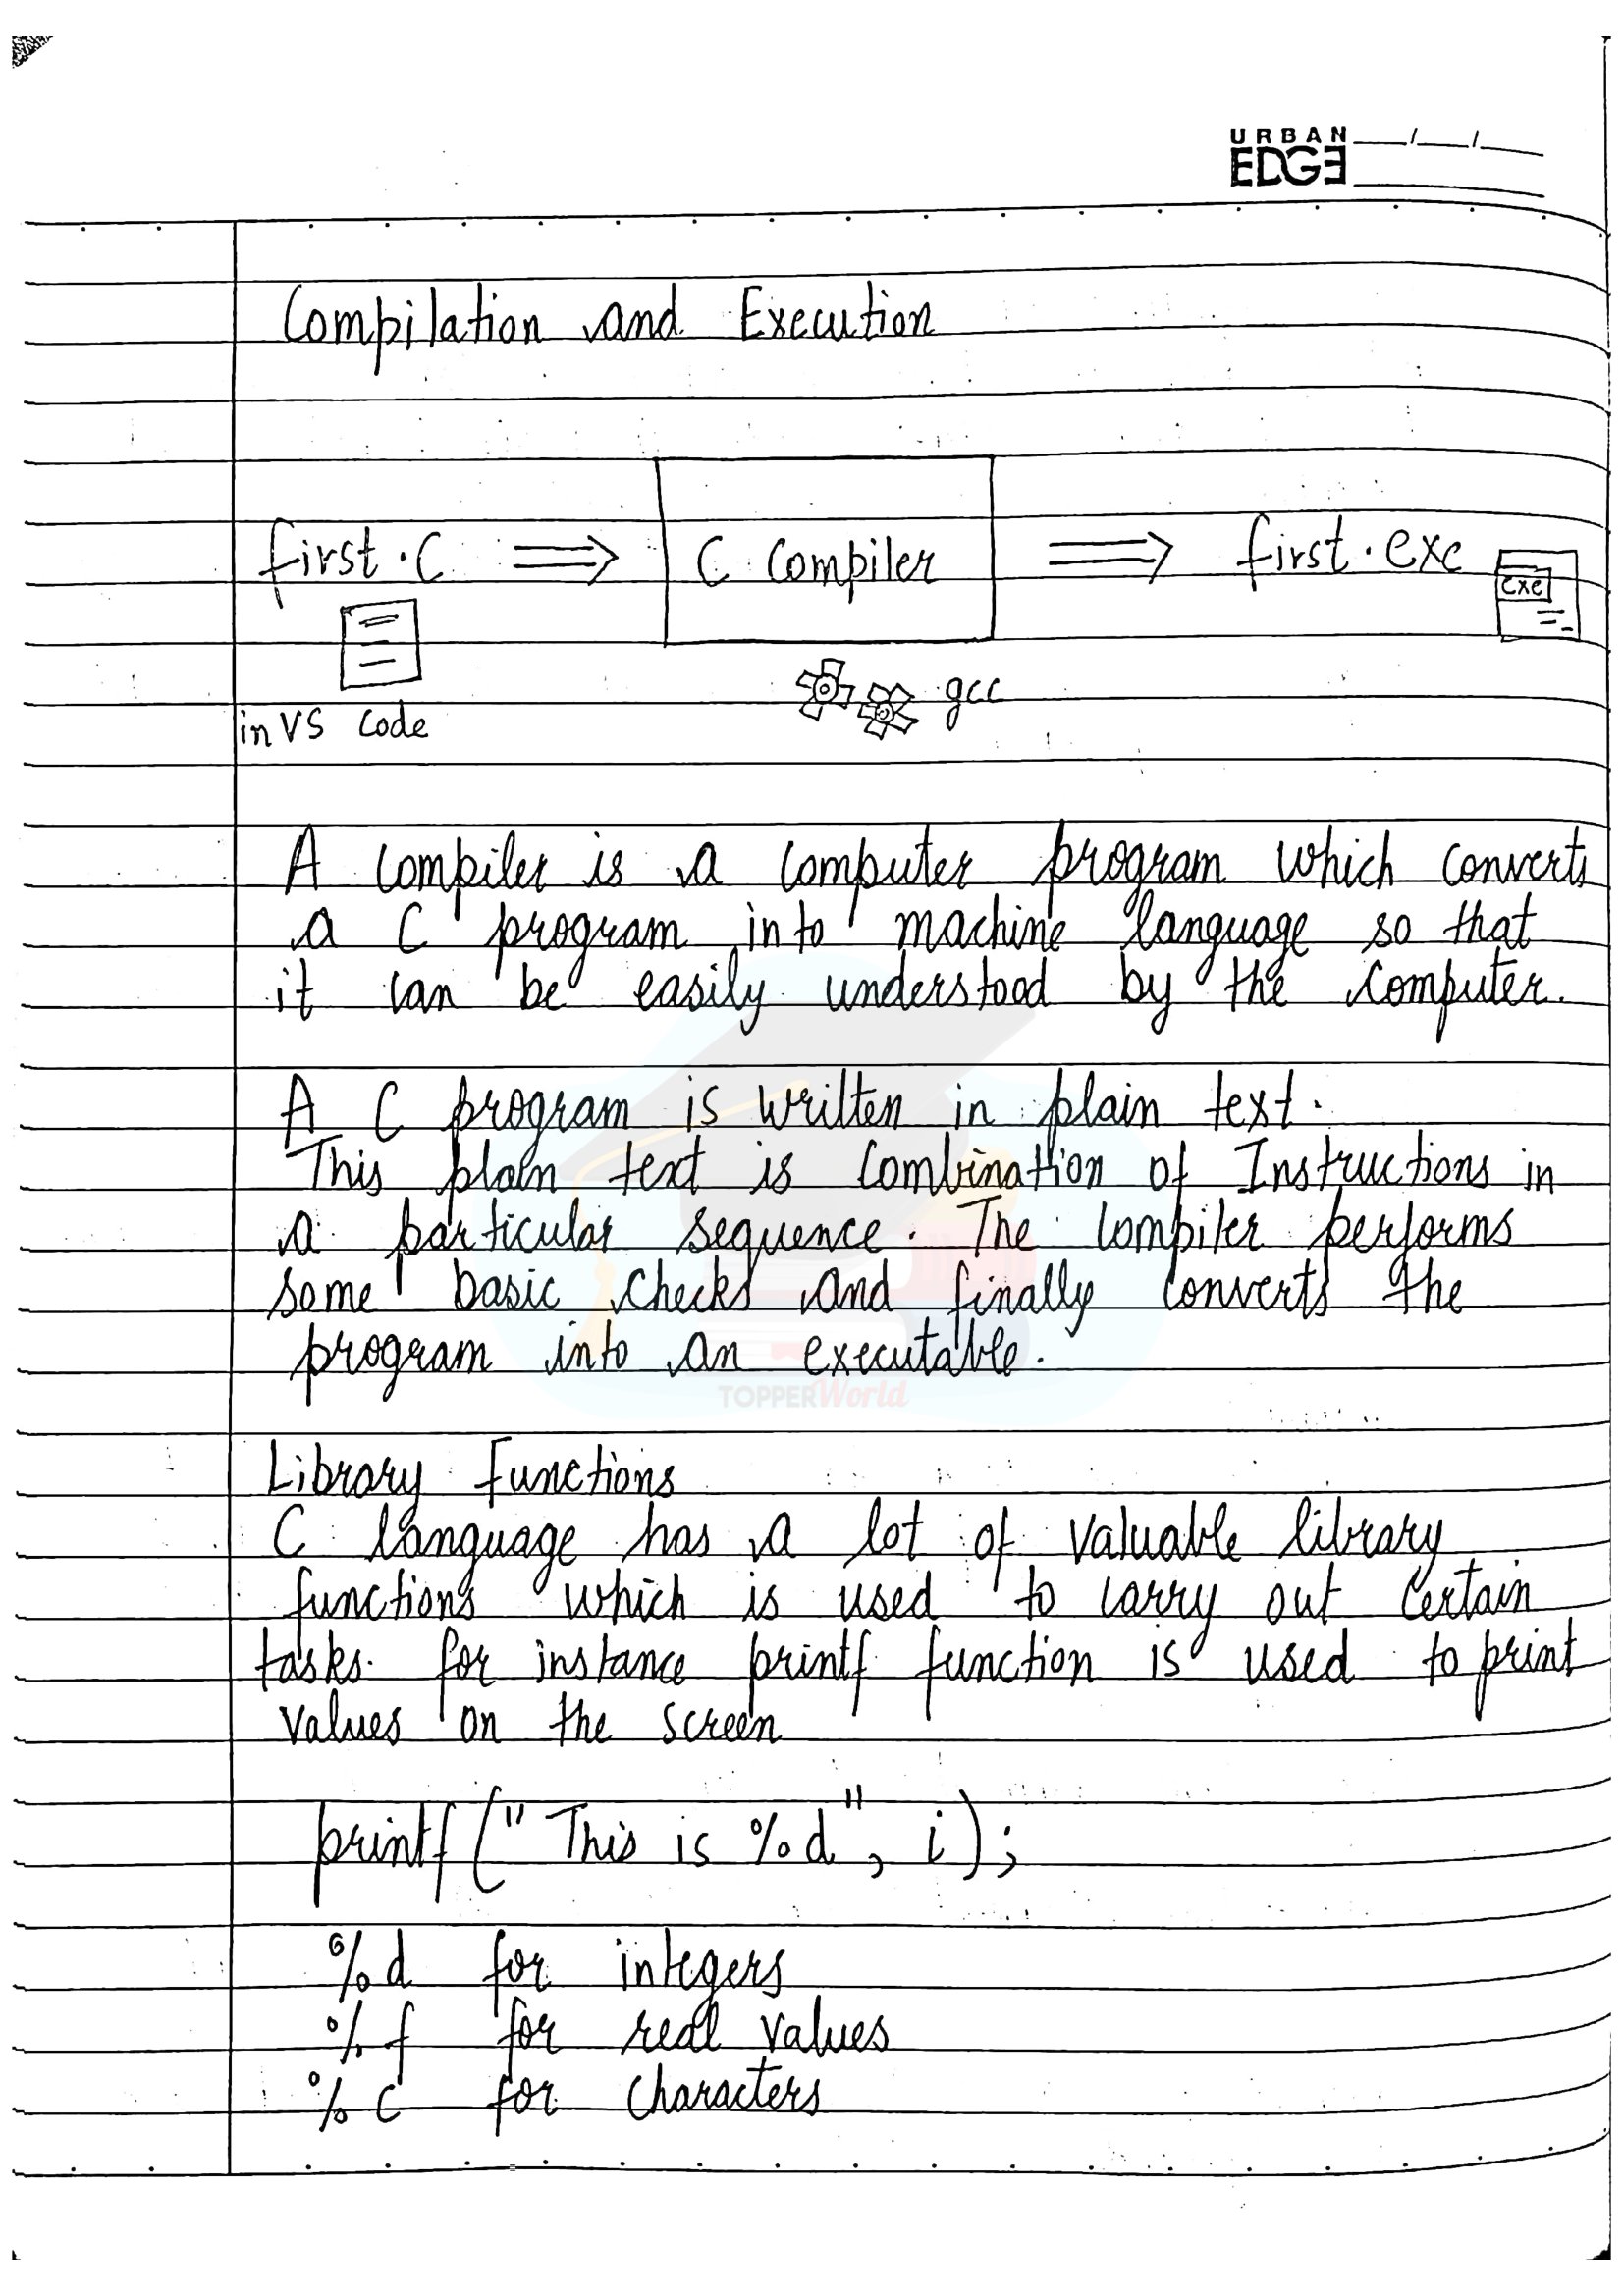 URBAN
EDGE
Compilation and Execution
first.C ⇒ C Compiler ⇒ first.exe
exe
gcc
in VS Code
A Compiler is a Computer program which converts
a C program into machine language so that
it can be easily understood by the Computer.
A C program is written in plain text.
This plain text is Combination of Instructions in
a particular sequence. The Compiler performs
some basic checks and finally converts the
program into an executable.
TOPPERWorld
Library Functions
C language has a lot of valuable library
functions which is used to carry out certain
tasks. for instance printf function is used to print
values on the screen
printf("This is %d", i);
%d for integers
%f for real values
%c for characters